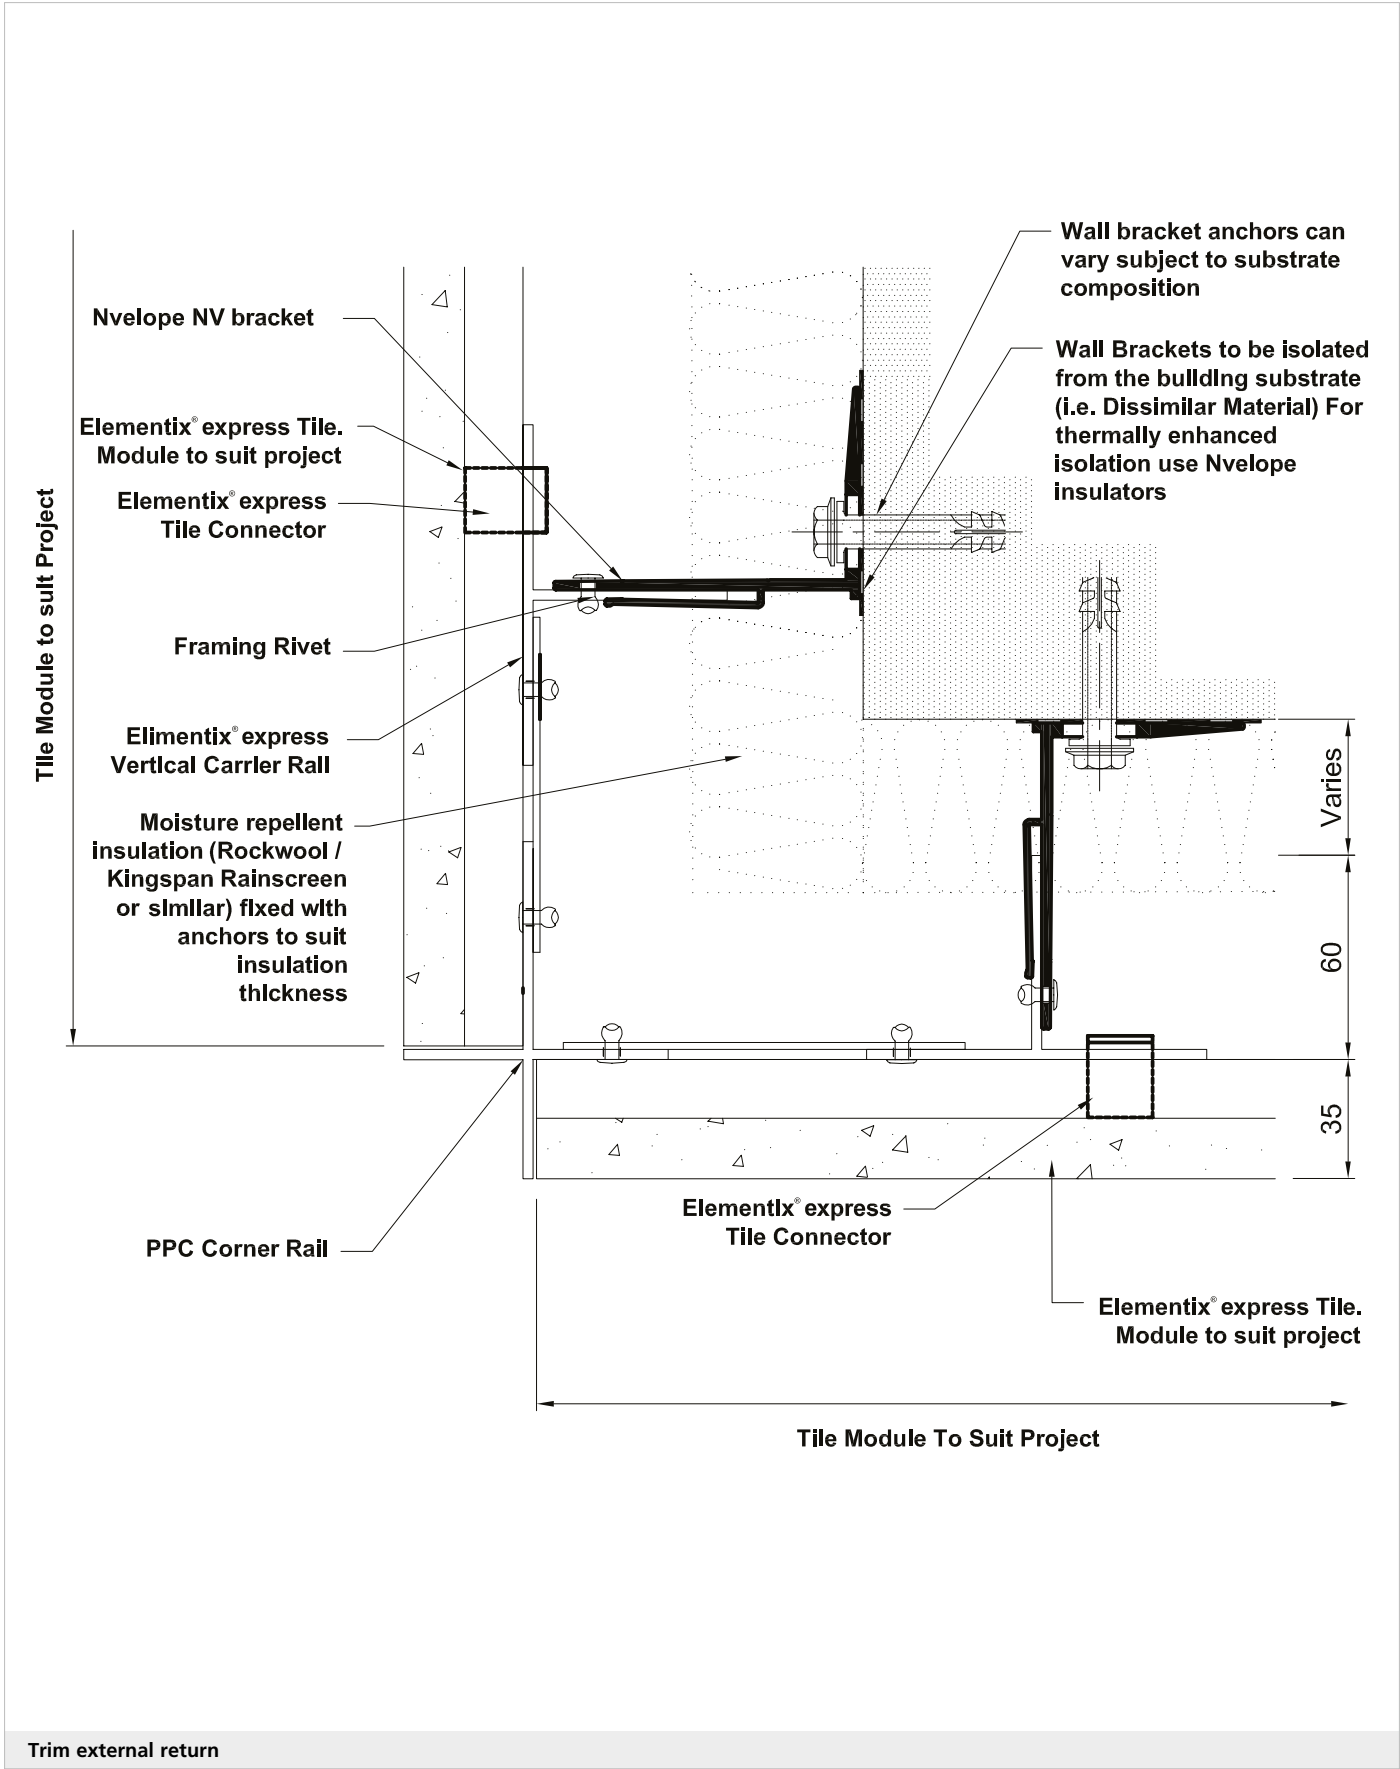 Wall bracket anchors can
vary subject to substrate
composition
Nvelope NV bracket
Wall Brackets to be isolated
from the building substrate
(i.e. Dissimilar Material) For
thermally enhanced
isolation use Nvelope
insulators
Elementix® express Tile.
Module to suit project
Elementix® express
Tile Connector
Tile Module to suit Project
Framing Rivet
Elimentix® express
Vertical Carrier Rail
Moisture repellent
insulation (Rockwool /
Kingspan Rainscreen
or similar) fixed with
anchors to suit
insulation
thickness
Varies
60
35
Elementix® express
Tile Connector
PPC Corner Rail
Elementix® express Tile.
Module to suit project
Tile Module To Suit Project
Trim external return